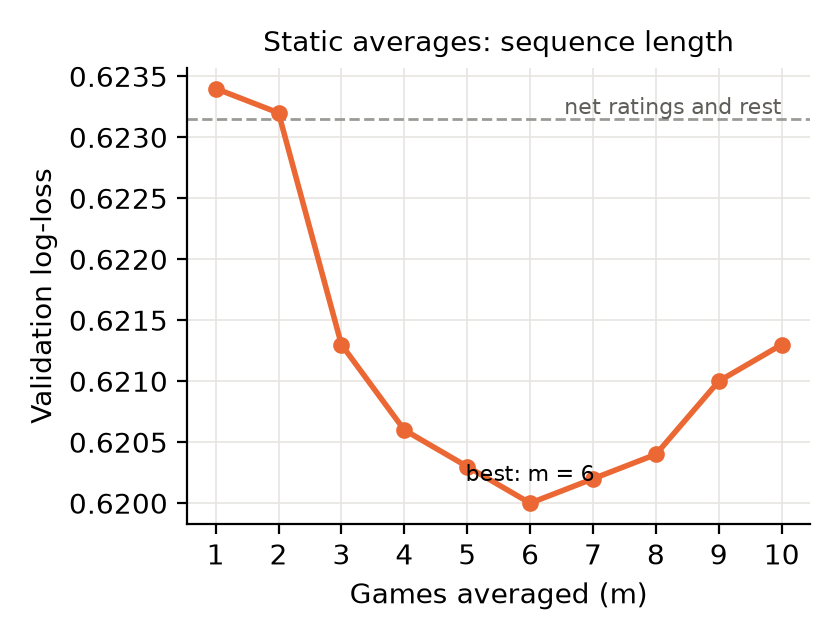 Static averages: sequence length
Validation log-loss
0.6235
0.6230
0.6225
0.6220
0.6215
0.6210
0.6205
0.6200
net ratings and rest
best: m = 6
1 2 3 4 5 6 7 8 9 10
Games averaged (m)